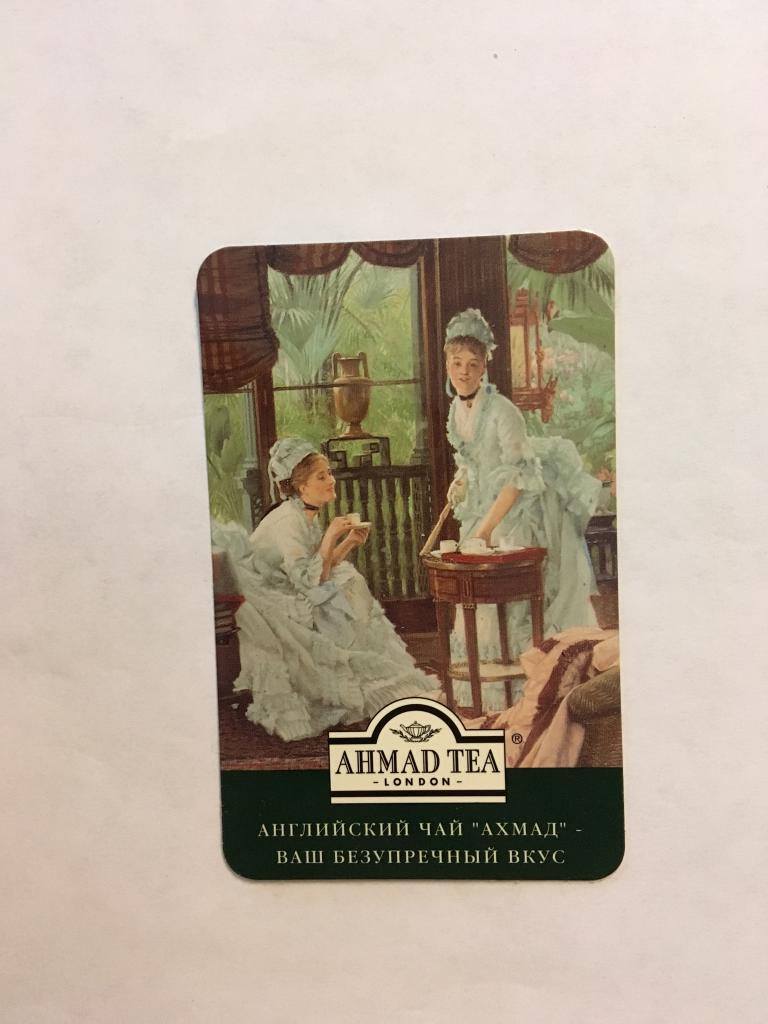 AHMAD TEA ®
- LONDON -
АНГЛИЙСКИЙ ЧАЙ "АХМАД" -
ВАШ БЕЗУПРЕЧНЫЙ ВКУС